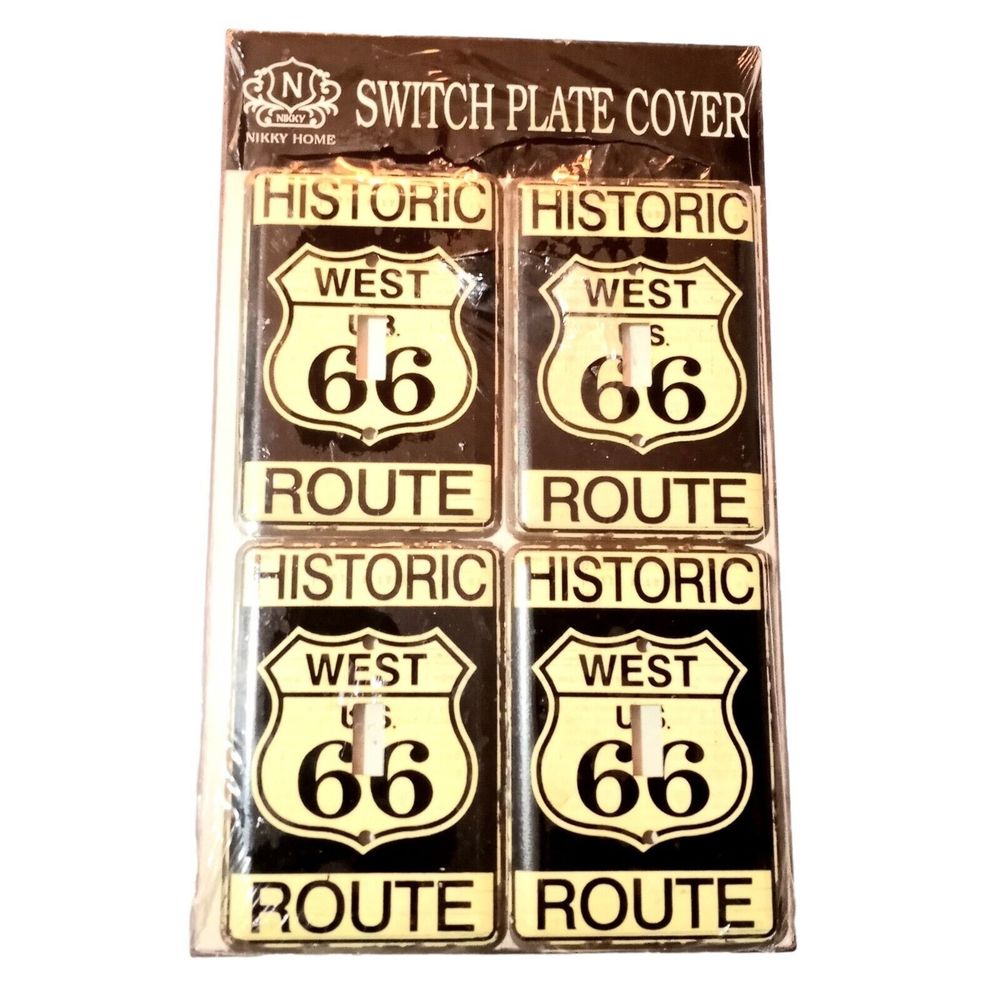 N
NIKKY
NIKKY HOME
SWITCH PLATE COVER
HISTORIC
WEST
U.S.
66
ROUTE
HISTORIC
WEST
U.S.
66
ROUTE
HISTORIC
WEST
U.S.
66
ROUTE
HISTORIC
WEST
U.S.
66
ROUTE